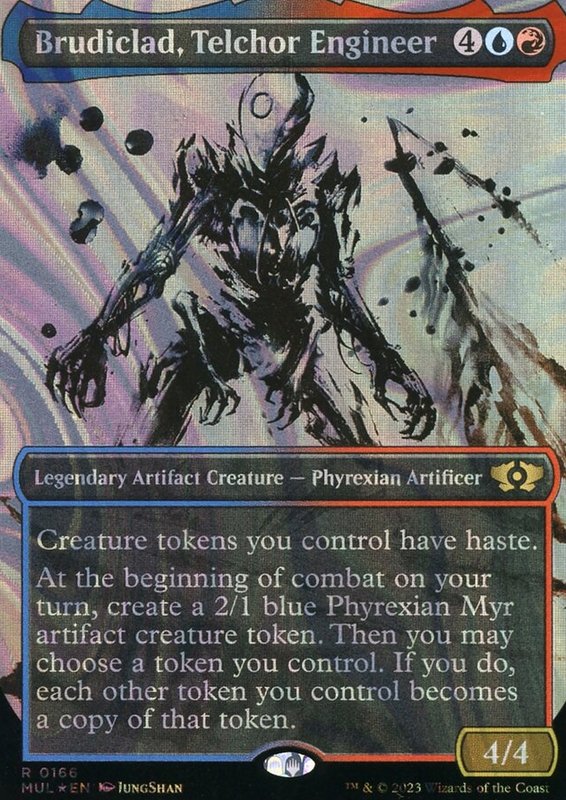 Brudiclad, Telchor Engineer 4
Legendary Artifact Creature — Phyrexian Artificer
Creature tokens you control have haste.
At the beginning of combat on your
turn, create a 2/1 blue Phyrexian Myr
artifact creature token. Then you may
choose a token you control. If you do,
each other token you control becomes
a copy of that token.
4/4
R 0166
MUL★EN JungShan
™ & © 2023 Wizards of the Coast